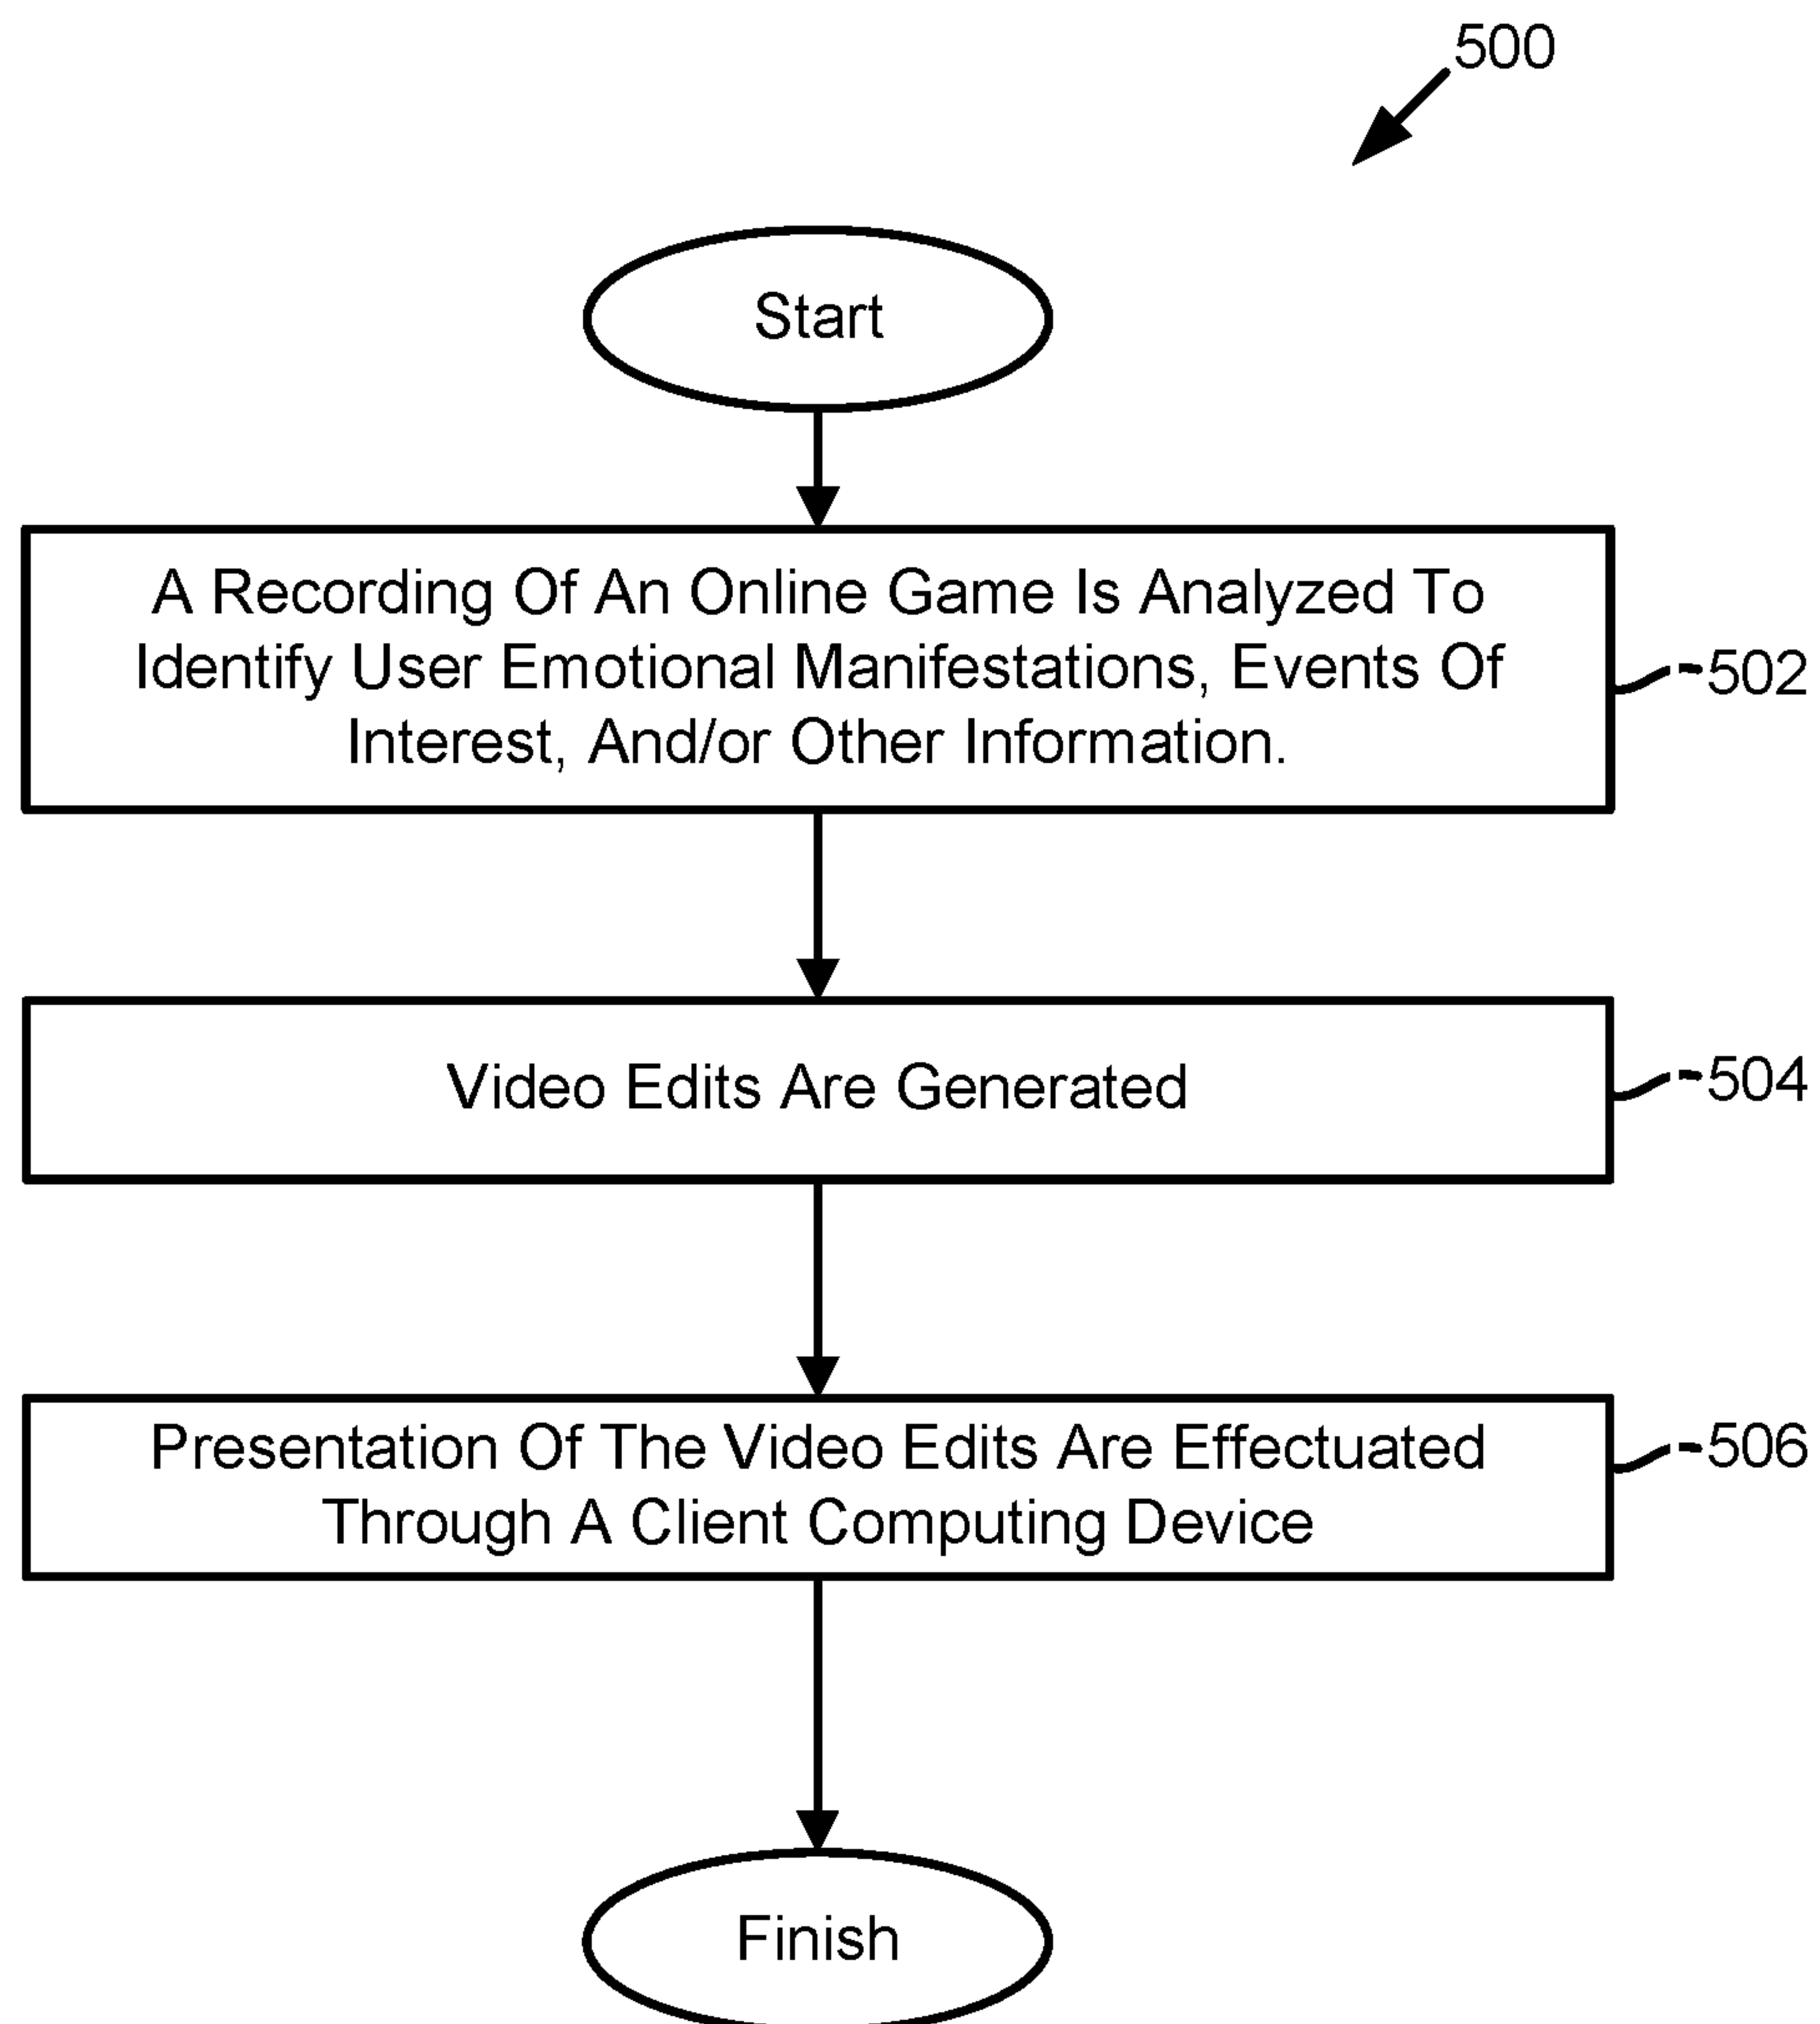 500
Start
A Recording Of An Online Game Is Analyzed To
Identify User Emotional Manifestations, Events Of
Interest, And/or Other Information.
502
Video Edits Are Generated
504
Presentation Of The Video Edits Are Effectuated
Through A Client Computing Device
506
Finish